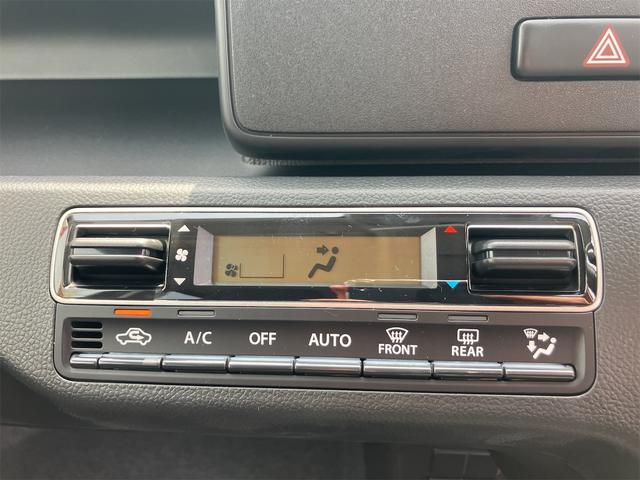 A/C OFF AUTO FRONT REAR